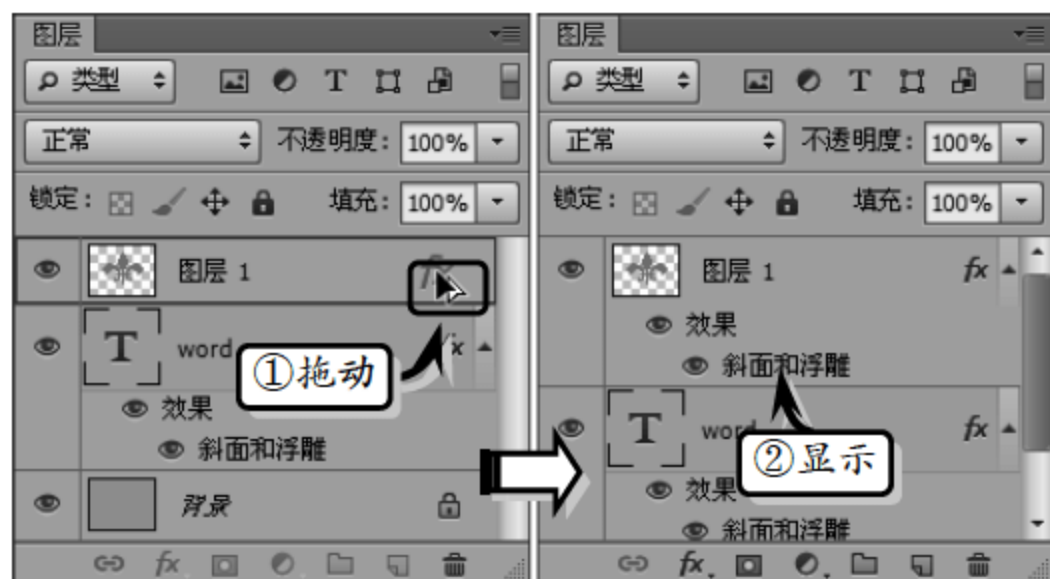 图层
类型
T
正常
不透明度：
100%
锁定：
填充：
100%
图层 1
fx
T
word
fx
①拖动
效果
斜面和浮雕
背景
fx
图层
类型
T
正常
不透明度：
100%
锁定：
填充：
100%
图层 1
fx
效果
斜面和浮雕
T
word
fx
②显示
效果
斜面和浮雕
fx